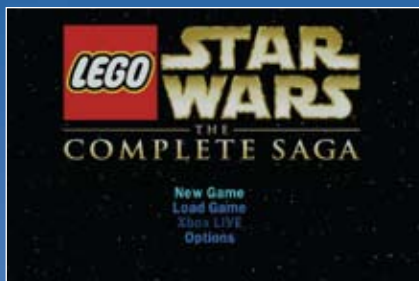 LEGO
STAR
WARS
THE
COMPLETE SAGA
New Game
Load Game
Xbox LIVE
Options